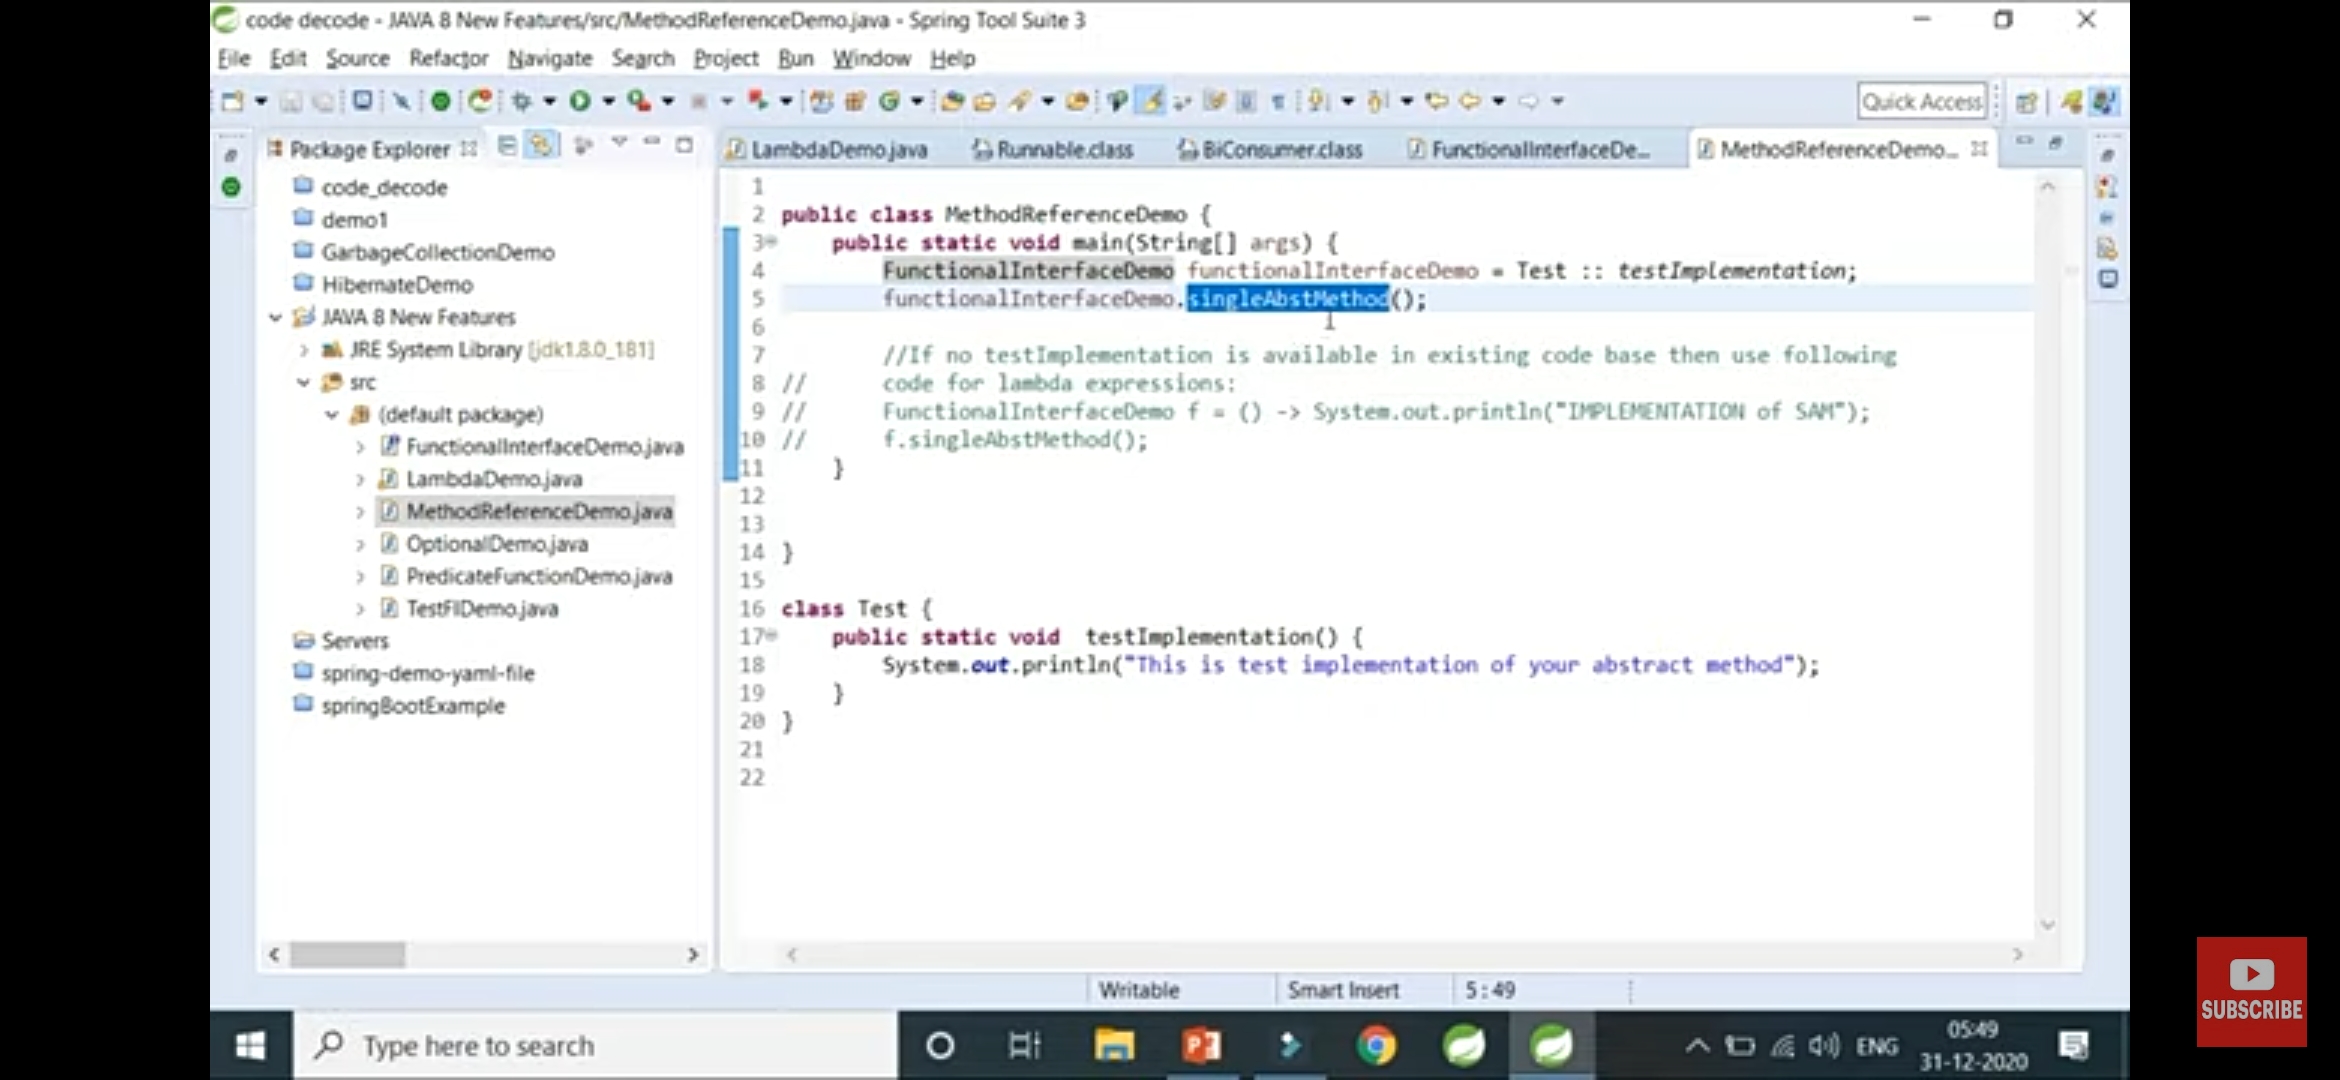 code decode - JAVA 8 New Features/src/MethodReferenceDemo.java - Spring Tool Suite 3
File Edit Source Refactor Navigate Search Project Run Window Help
Quick Access
Package Explorer
LambdaDemo.java Runnable.class BiConsumer.class FunctionalInterfaceDe... MethodReferenceDemo...
code_decode
demo1
GarbageCollectionDemo
HibernateDemo
JAVA 8 New Features
JRE System Library [jdk1.8.0_181]
src
(default package)
FunctionalInterfaceDemo.java
LambdaDemo.java
MethodReferenceDemo.java
OptionalDemo.java
PredicateFunctionDemo.java
TestFIDemo.java
Servers
spring-demo-yaml-file
springBootExample
1
2 public class MethodReferenceDemo {
3 public static void main(String[] args) {
4 FunctionalInterfaceDemo functionalInterfaceDemo = Test :: testImplementation;
5 functionalInterfaceDemo.singleAbstMethod();
6
7 //If no testImplementation is available in existing code base then use following
8 // code for lambda expressions:
9 // FunctionalInterfaceDemo f = () -> System.out.println("IMPLEMENTATION of SAM");
10 // f.singleAbstMethod();
11 }
12
13
14 }
15
16 class Test {
17 public static void testImplementation() {
18 System.out.println("This is test implementation of your abstract method");
19 }
20 }
21
22
Writable Smart Insert 5 : 49
Type here to search
ENG
05:49
31-12-2020
SUBSCRIBE